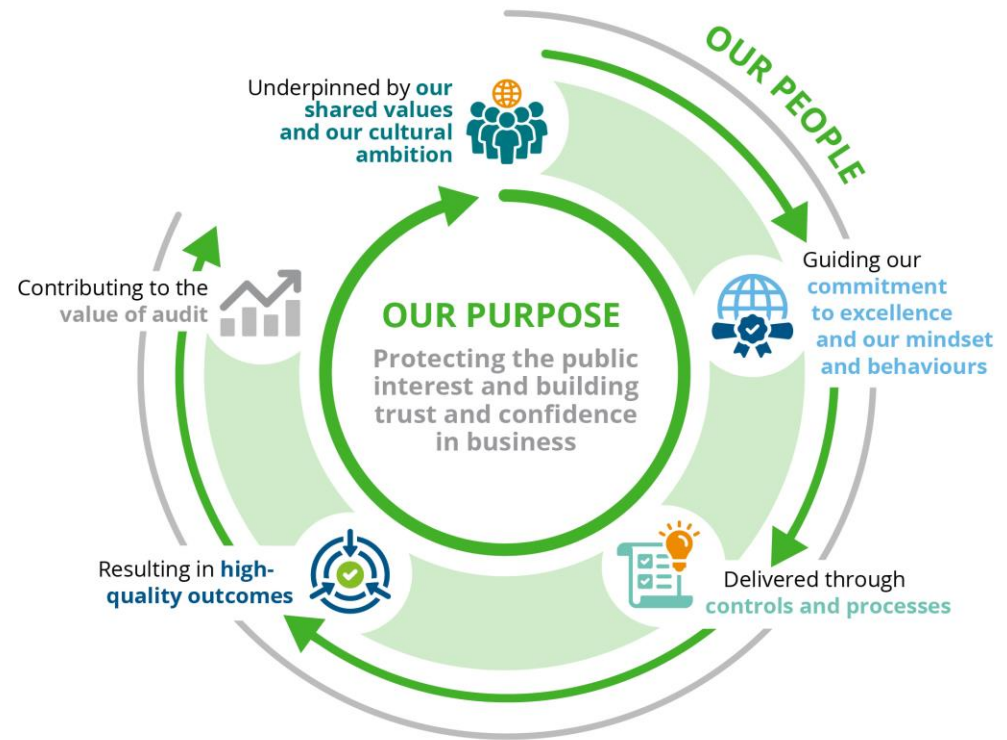 OUR PEOPLE
Underpinned by our
shared values
and our cultural
ambition
Guiding our
commitment
to excellence
and our mindset
and behaviours
Delivered through
controls and processes
Resulting in high-
quality outcomes
Contributing to the
value of audit
OUR PURPOSE
Protecting the public
interest and building
trust and confidence
in business